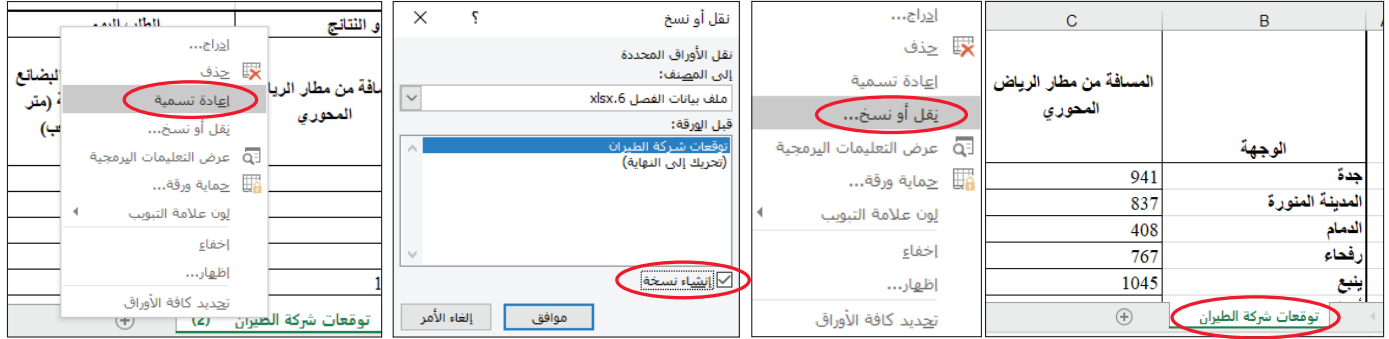 C
B
المسافة من مطار الرياض
المحوري
الوجهة
941
جدة
837
المدينة المنورة
408
الدمام
767
رفحاء
1045
ينبع
توقعات شركة الطيران
إدراج...
حذف
إعادة تسمية
نقل أو نسخ...
عرض التعليمات البرمجية
حماية ورقة...
لون علامة التبويب
إخفاء
إظهار...
تحديد كافة الأوراق
نقل أو نسخ
؟
نقل الأوراق المحددة
إلى المصنف:
ملف بيانات الفصل 6.xlsx
قبل الورقة:
توقعات شركة الطيران
(تحريك إلى النهاية)
إنشاء نسخة
موافق
إلغاء الأمر
و النتائج
المحوري
إدراج...
حذف
إعادة تسمية
نقل أو نسخ...
عرض التعليمات البرمجية
حماية ورقة...
لون علامة التبويب
إخفاء
إظهار...
تحديد كافة الأوراق
توقعات شركة الطيران (2)